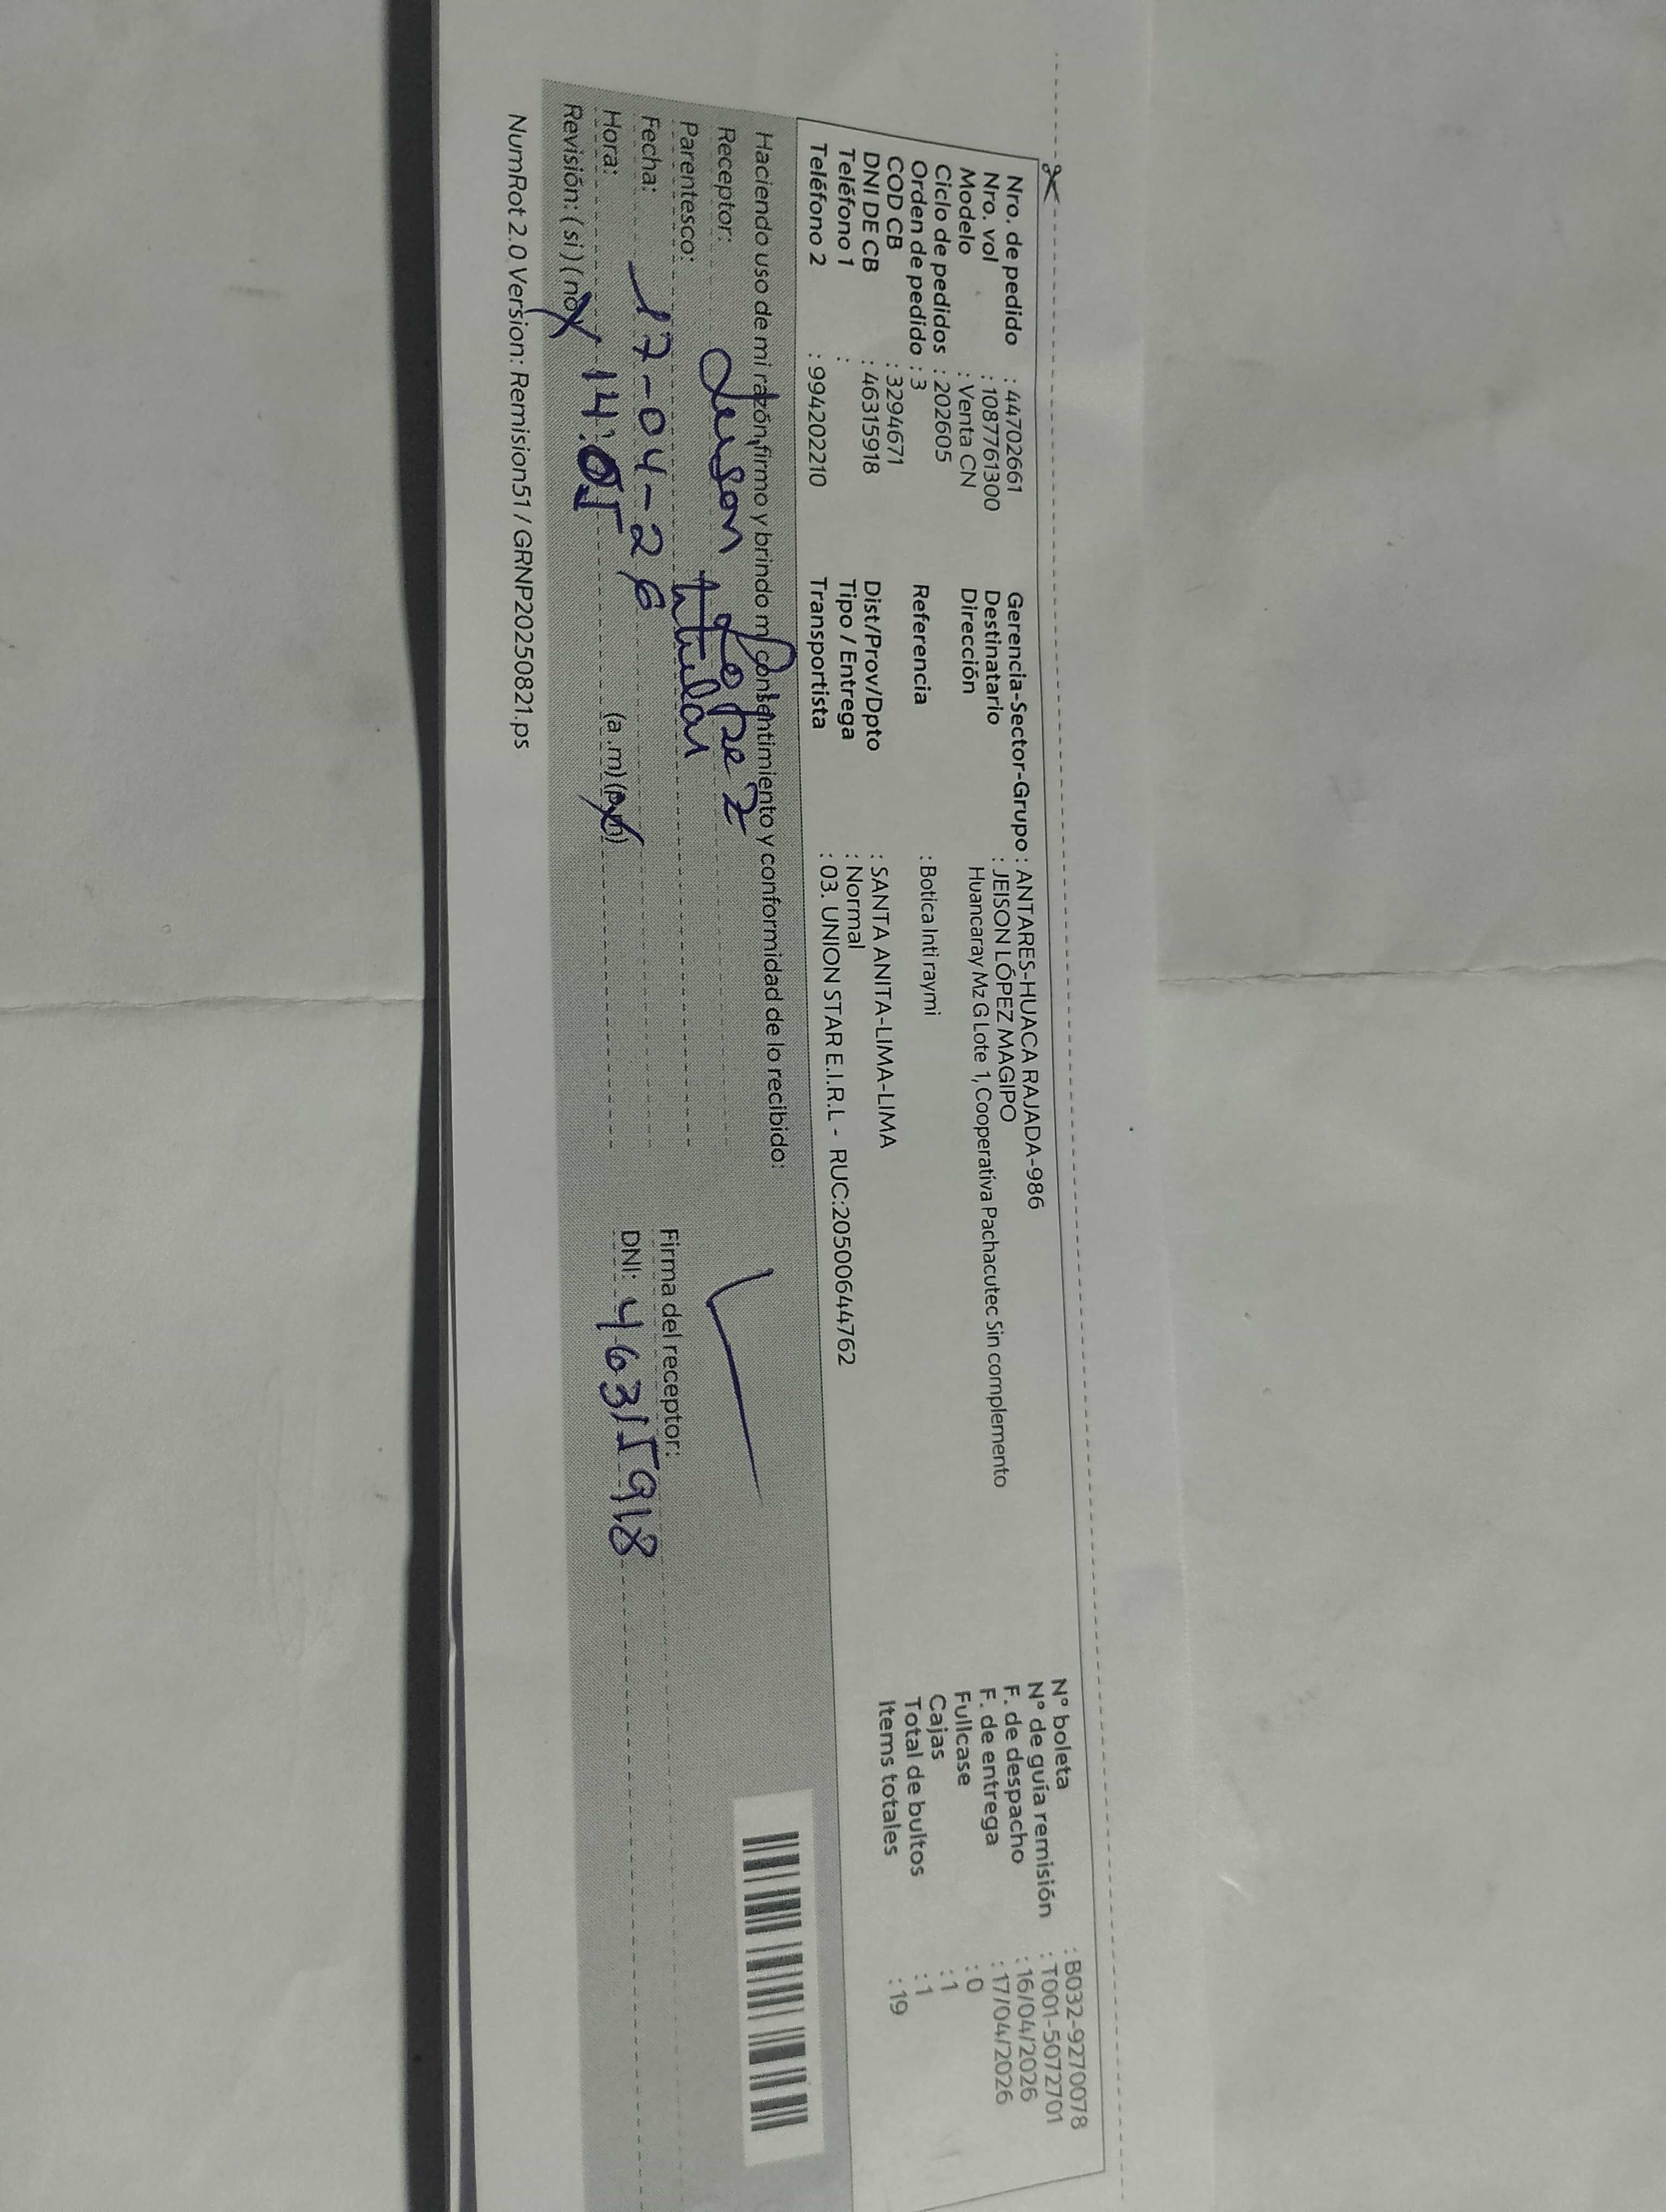 Nro. de pedido : 44702661
Nro. vol : 1087761300
Modelo : Venta CN
Ciclo de pedidos : 202605
Orden de pedido : 3
COD CB : 3294671
DNI DE CB : 46315918
Teléfono 1 :
Teléfono 2 : 994202210
Gerencia-Sector-Grupo : ANTARES-HUACA RAJADA-986
Destinatario : JEISON LÓPEZ MAGIPO
Dirección : Huancaray Mz G Lote 1, Cooperativa Pachacutec Sin complemento
Referencia : Botica Inti raymi
Dist/Prov/Dpto : SANTA ANITA-LIMA-LIMA
Tipo / Entrega : Normal
Transportista : 03. UNION STAR E.I.R.L - RUC:20500644762
N° boleta : B032-9270078
N° de guía remisión : T001-5072701
F. de despacho : 16/04/2026
F. de entrega : 17/04/2026
Fullcase : 0
Cajas : 1
Total de bultos : 1
Items totales : 19
Haciendo uso de mi razón, firmo y brindo mi consentimiento y conformidad de lo recibido:
Receptor: Lopez
Parentesco: titular
Fecha: 17-04-26
Hora: 14:05 (a.m)(p.m)
Revisión: (si) (no)
Firma del receptor:
DNI: 46315918
NumRot 2.0 Version: Remision51 / GRNP20250821.ps